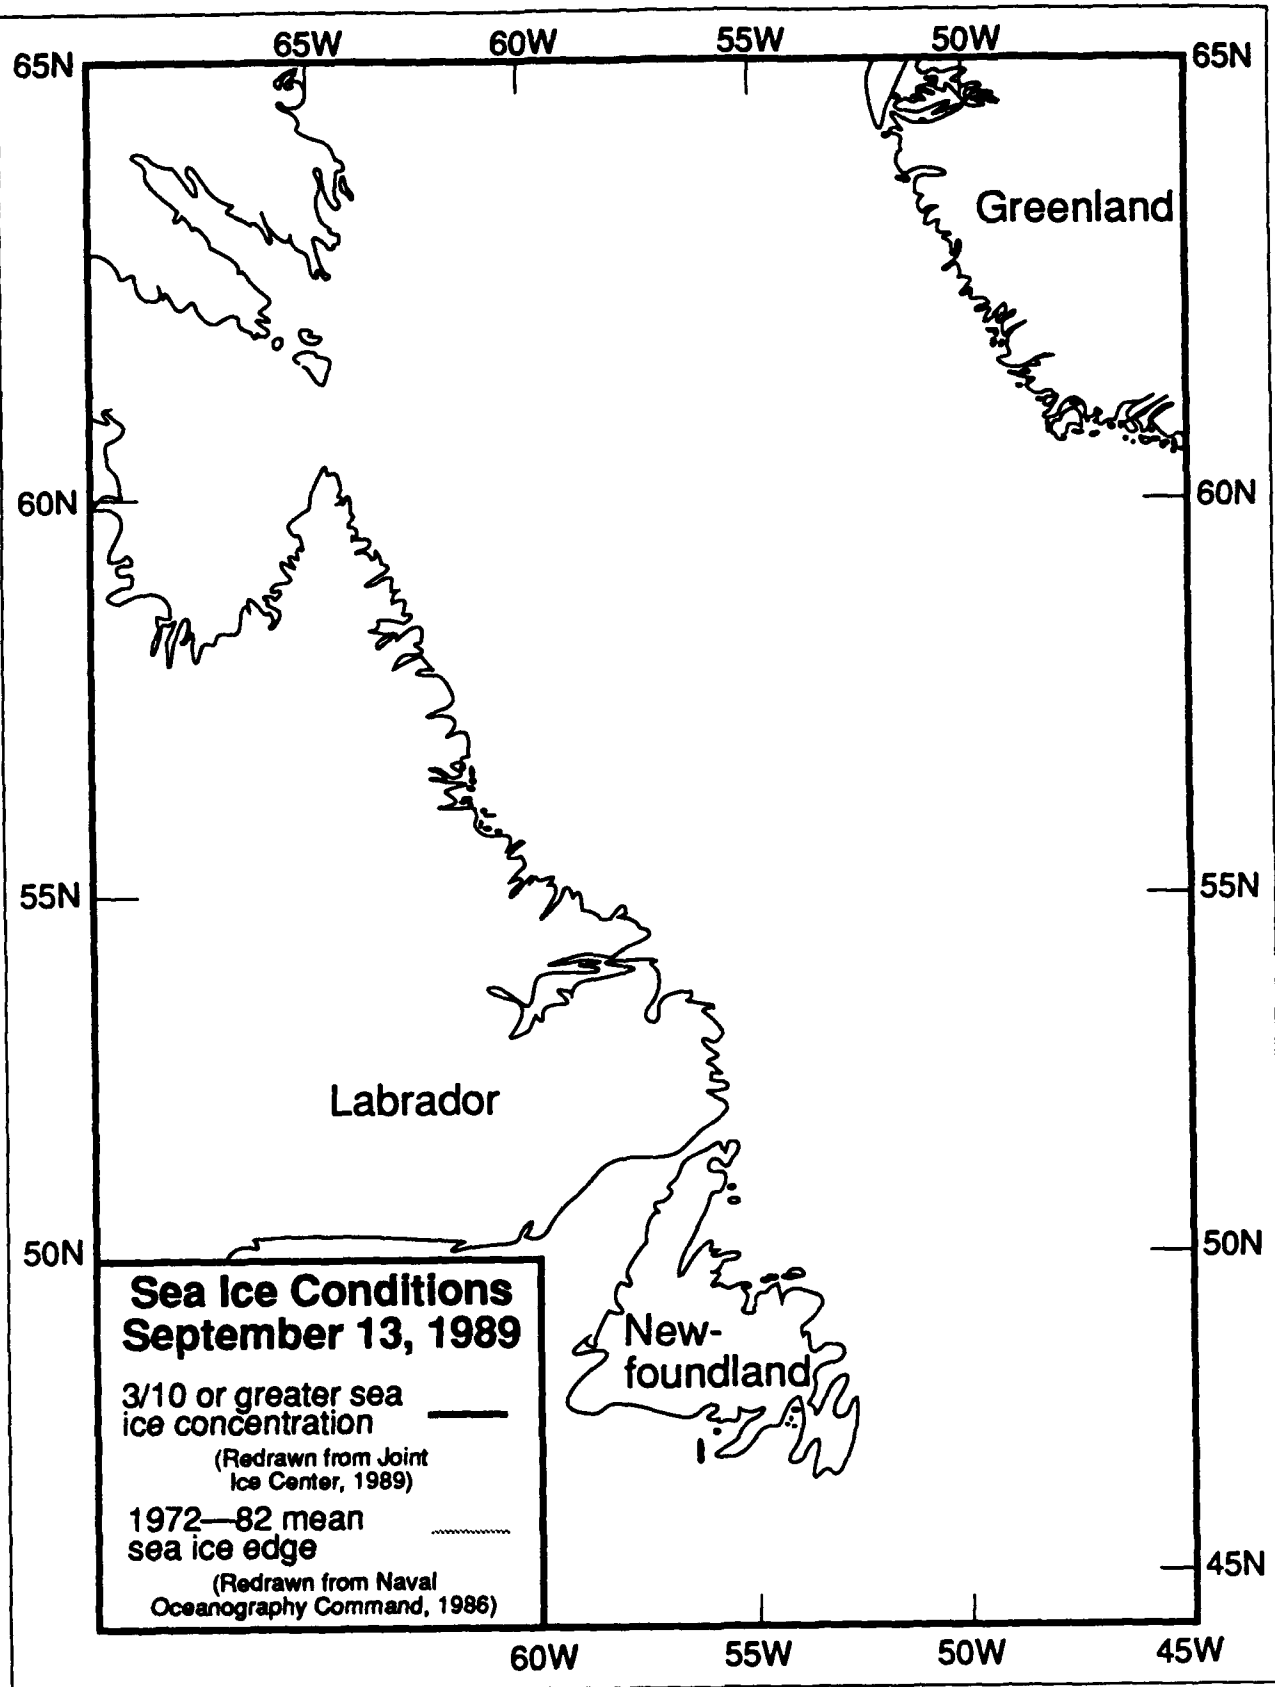 65W 60W 55W 50W
65N 65N
Greenland
60N 60N
55N 55N
Labrador
50N 50N
Sea Ice Conditions
September 13, 1989
New-
foundland
3/10 or greater sea
ice concentration
(Redrawn from Joint
Ice Center, 1989)
1972—82 mean
sea ice edge
(Redrawn from Naval
Oceanography Command, 1986)
45N
60W 55W 50W 45W